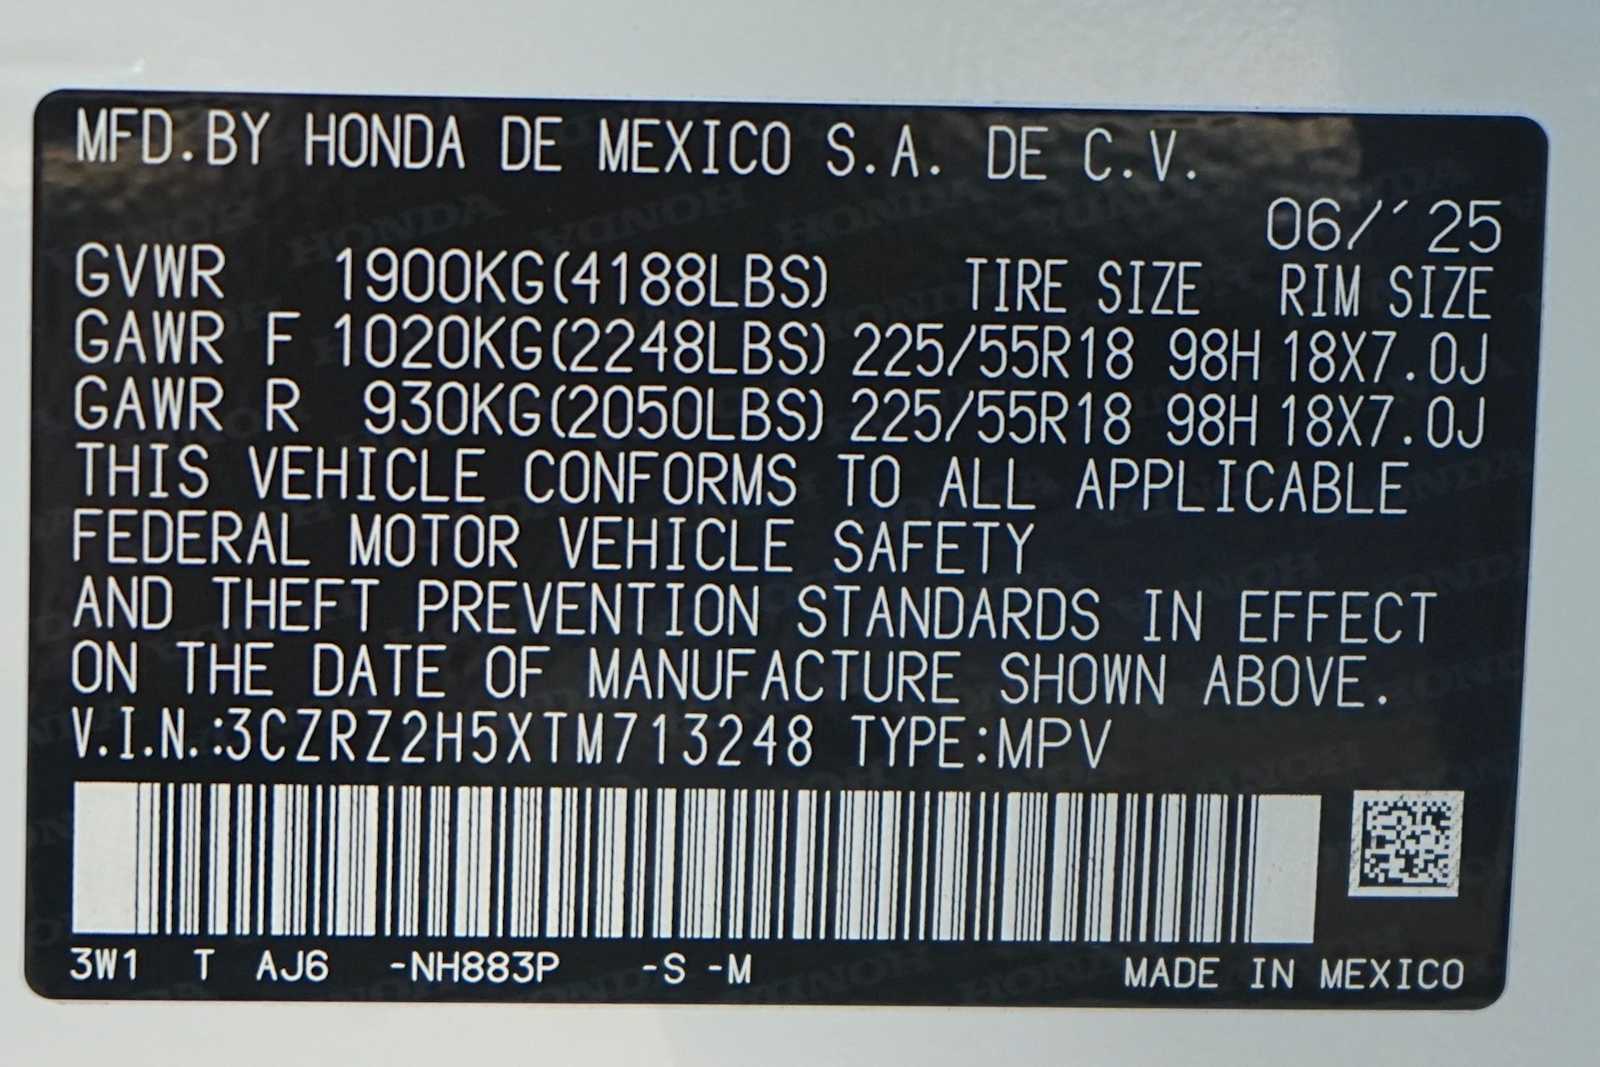 MFD.BY HONDA DE MEXICO S.A. DE C.V.
06/'25
GVWR 1900KG(4188LBS) TIRE SIZE RIM SIZE
GAWR F 1020KG(2248LBS) 225/55R18 98H 18X7.0J
GAWR R 930KG(2050LBS) 225/55R18 98H 18X7.0J
THIS VEHICLE CONFORMS TO ALL APPLICABLE
FEDERAL MOTOR VEHICLE SAFETY
AND THEFT PREVENTION STANDARDS IN EFFECT
ON THE DATE OF MANUFACTURE SHOWN ABOVE.
V.I.N.:3CZRZ2H5XTM713248 TYPE:MPV
3W1 T AJ6 -NH883P -S -M MADE IN MEXICO